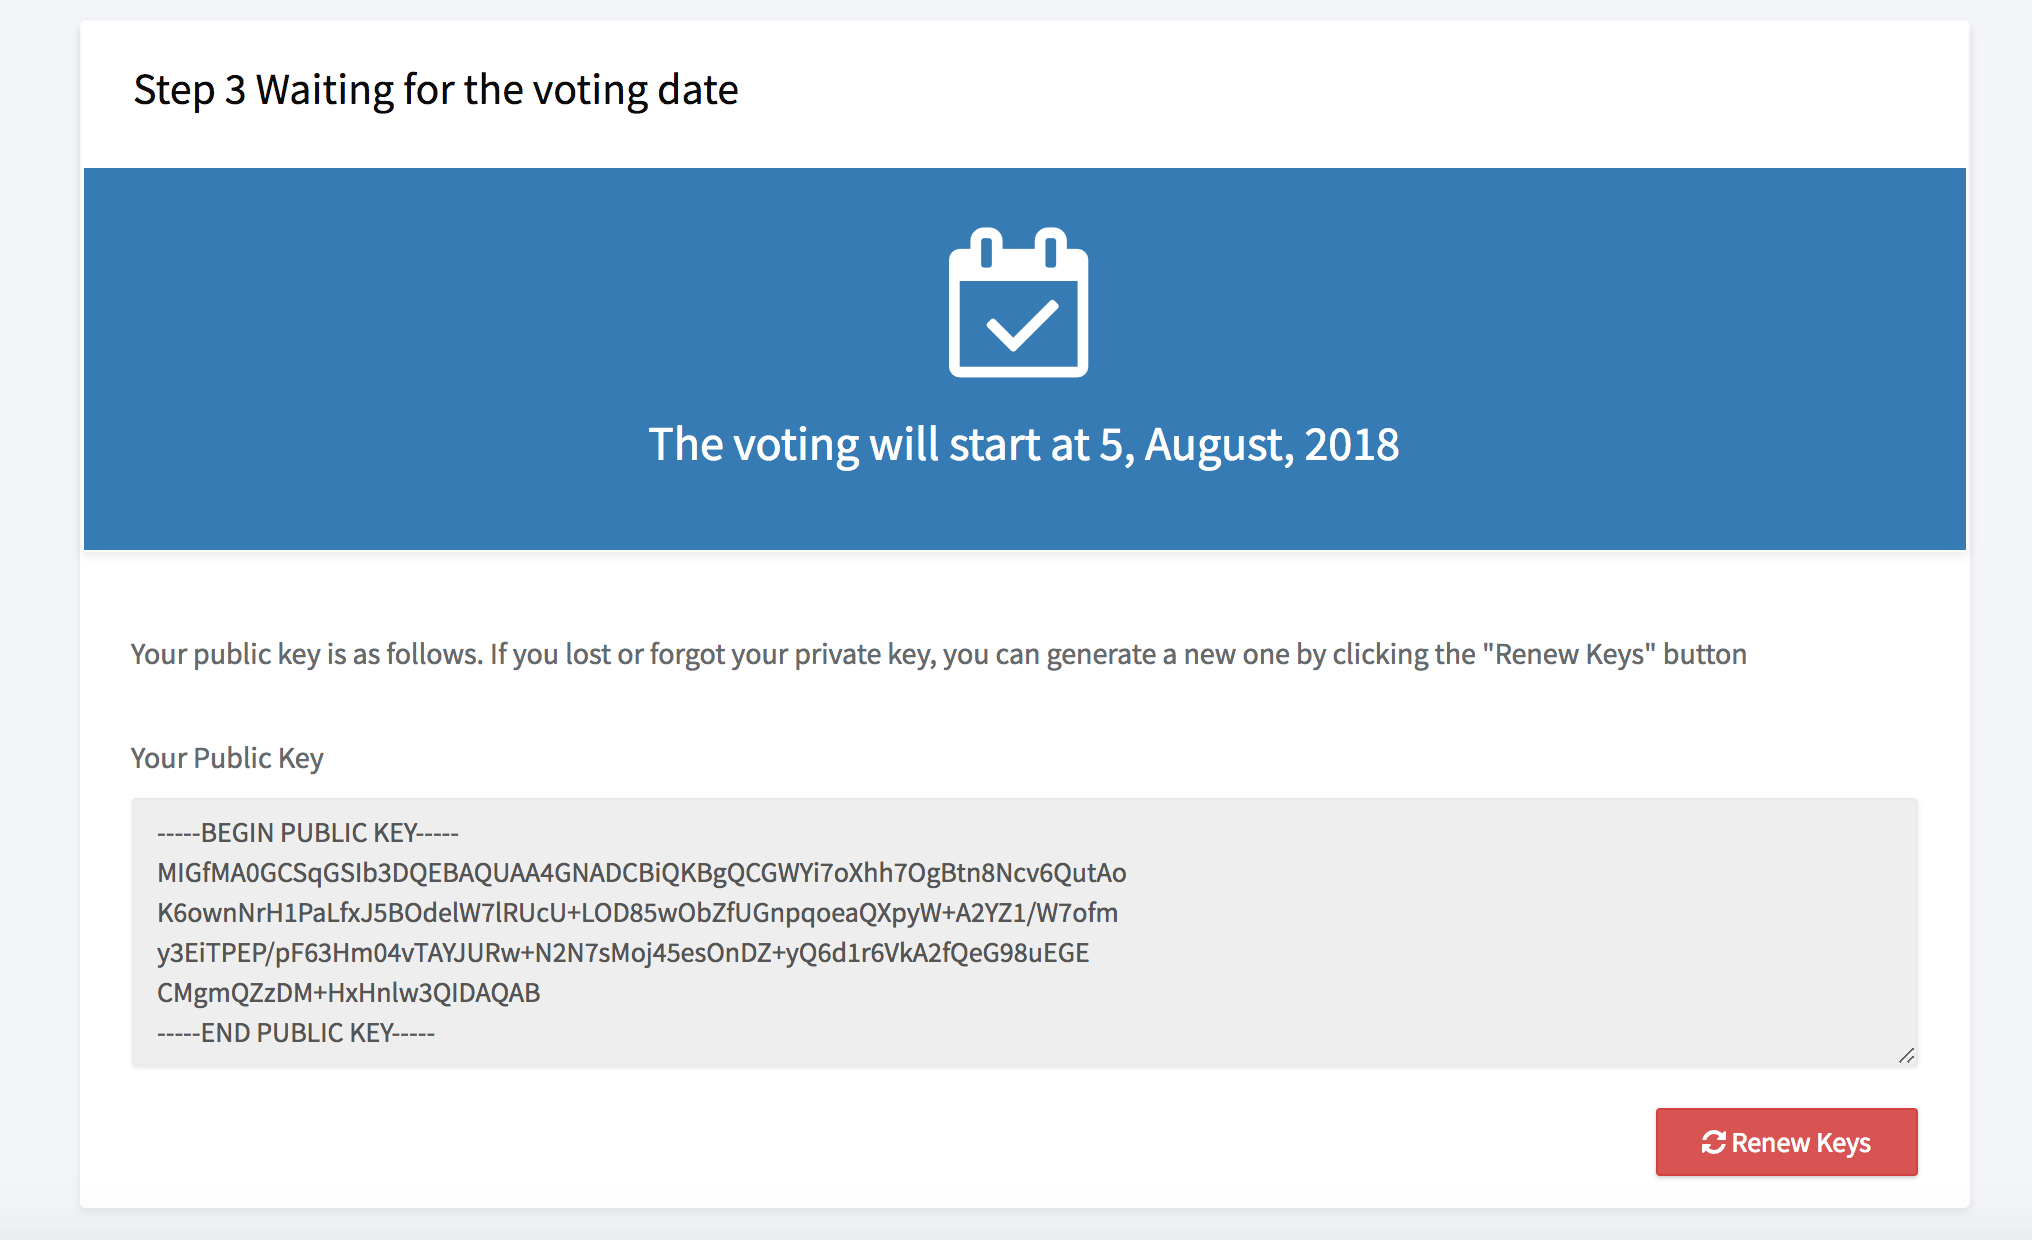 Step 3 Waiting for the voting date
The voting will start at 5, August, 2018
Your public key is as follows. If you lost or forgot your private key, you can generate a new one by clicking the "Renew Keys" button
Your Public Key
-----BEGIN PUBLIC KEY-----
MIGfMA0GCSqGSIb3DQEBAQUAA4GNADCBiQKBgQCGWYi7oXhh7OgBtn8Ncv6QutAo
K6ownNrH1PaLfxJ5BOdelW7lRUcU+LOD85wObZfUGnpqoeaQXpyW+A2YZ1/W7ofm
y3EiTPEP/pF63Hm04vTAYJURw+N2N7sMoj45esOnDZ+yQ6d1r6VkA2fQeG98uEGE
CMgmQZzDM+HxHnlw3QIDAQAB
-----END PUBLIC KEY-----
Renew Keys